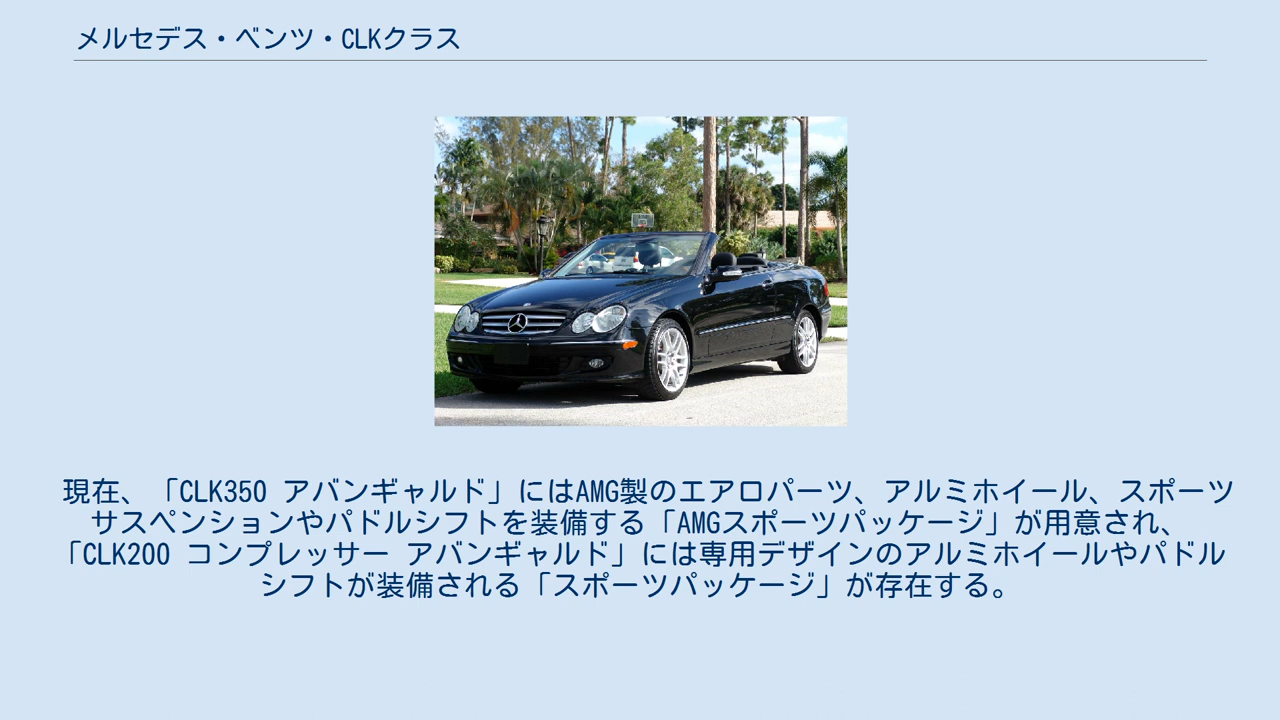 メルセデス・ベンツ・CLKクラス
現在、「CLK350 アバンギャルド」にはAMG製のエアロパーツ、アルミホイール、スポーツ
サスペンションやパドルシフトを装備する「AMGスポーツパッケージ」が用意され、
「CLK200 コンプレッサー アバンギャルド」には専用デザインのアルミホイールやパドル
シフトが装備される「スポーツパッケージ」が存在する。